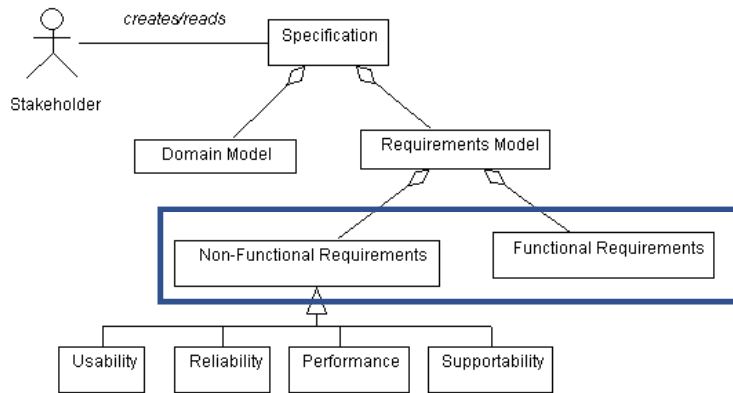 creates/reads
Specification
Stakeholder
Domain Model
Requirements Model
Non-Functional Requirements
Functional Requirements
Usability
Reliability
Performance
Supportability